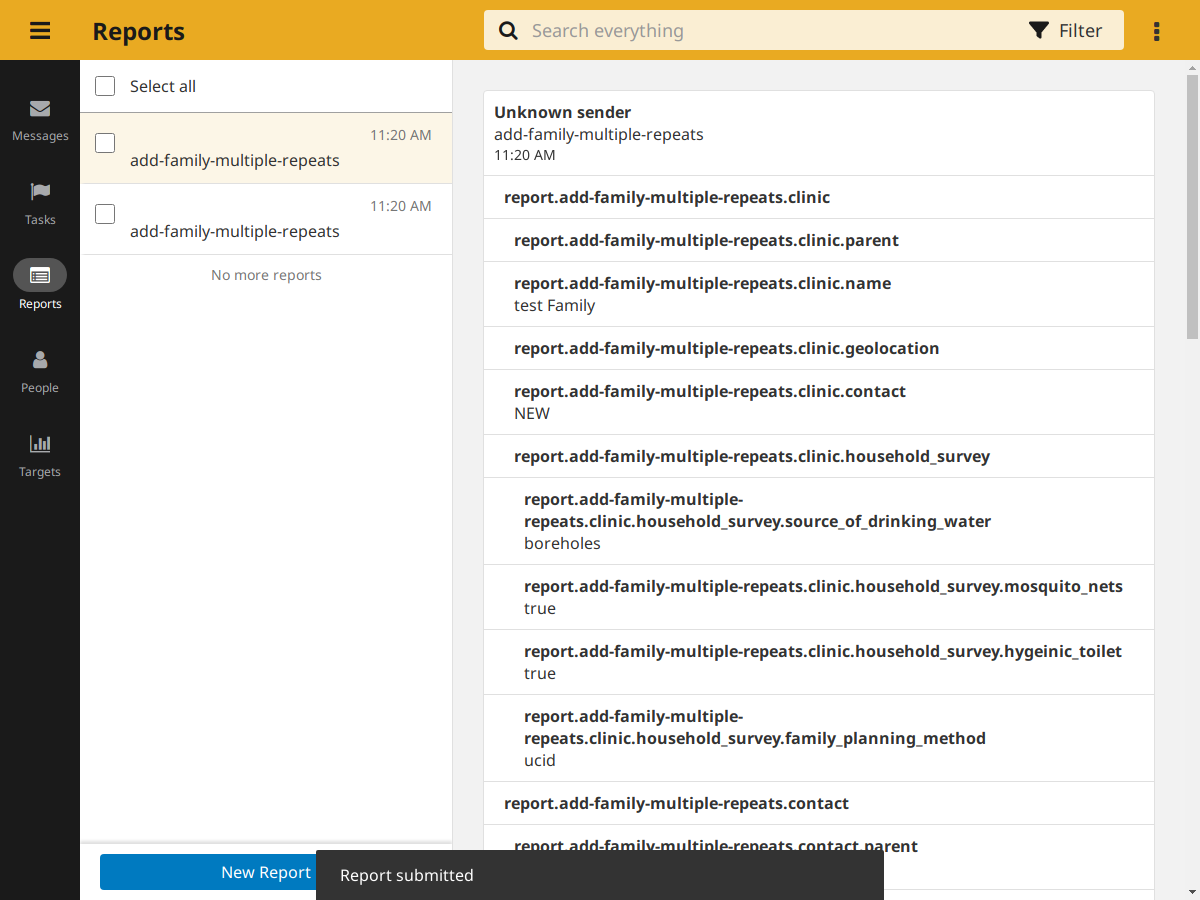 Reports
Search everything
Filter
Messages
Tasks
Reports
People
Targets
Select all
11:20 AM
add-family-multiple-repeats
11:20 AM
add-family-multiple-repeats
No more reports
New Report
Unknown sender
add-family-multiple-repeats
11:20 AM
report.add-family-multiple-repeats.clinic
report.add-family-multiple-repeats.clinic.parent
report.add-family-multiple-repeats.clinic.name
test Family
report.add-family-multiple-repeats.clinic.geolocation
report.add-family-multiple-repeats.clinic.contact
NEW
report.add-family-multiple-repeats.clinic.household_survey
report.add-family-multiple-
repeats.clinic.household_survey.source_of_drinking_water
boreholes
report.add-family-multiple-repeats.clinic.household_survey.mosquito_nets
true
report.add-family-multiple-repeats.clinic.household_survey.hygeinic_toilet
true
report.add-family-multiple-
repeats.clinic.household_survey.family_planning_method
ucid
report.add-family-multiple-repeats.contact
report.add-family-multiple-repeats.contact.parent
Report submitted